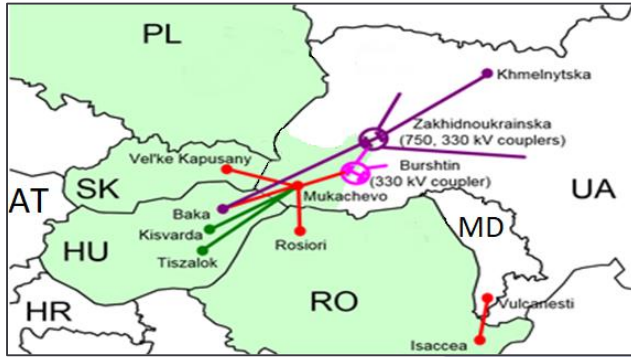 PL
Khmelnytska
Zakhidnoukrainska
(750, 330 kV couplers)
Vel'ke Kapusany
Burshtin
(330 kV coupler)
AT
SK
Mukachevo
UA
Baka
MD
Kisvarda
HU
Rosiori
Tiszalok
RO
HR
Vulcanesti
Isaccea